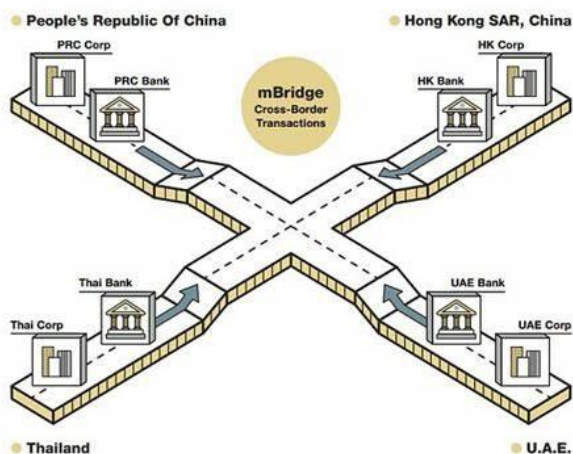 People's Republic Of China
Hong Kong SAR, China
PRC Corp
HK Corp
PRC Bank
HK Bank
mBridge
Cross-Border
Transactions
Thai Bank
UAE Bank
Thai Corp
UAE Corp
Thailand
U.A.E.